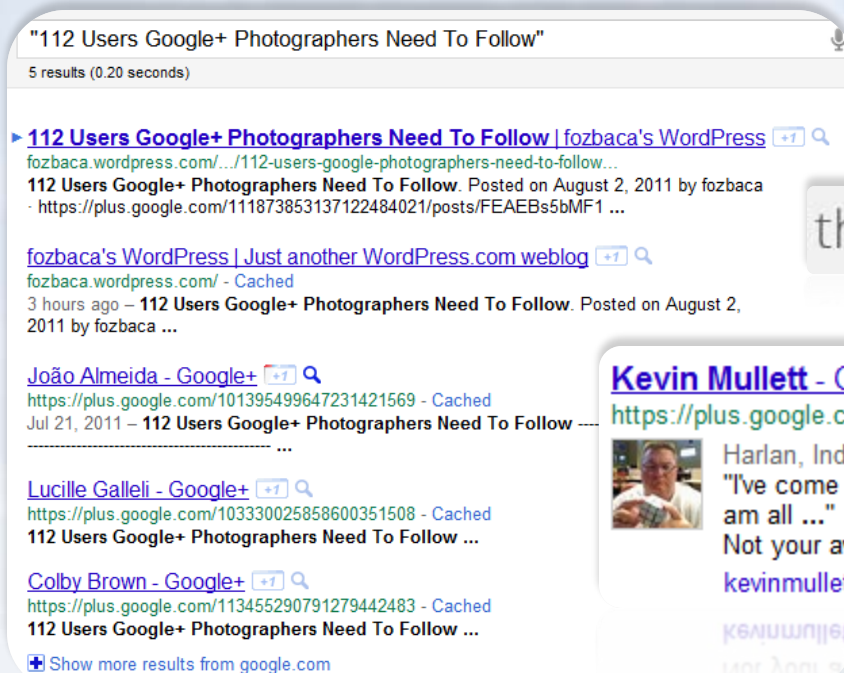 "112 Users Google+ Photographers Need To Follow"
5 results (0.20 seconds)
112 Users Google+ Photographers Need To Follow | fozbaca's WordPress +1
fozbaca.wordpress.com/.../112-users-google-photographers-need-to-follow...
112 Users Google+ Photographers Need To Follow. Posted on August 2, 2011 by fozbaca
· https://plus.google.com/111873853137122484021/posts/FEAEBs5bMF1 ...
fozbaca's WordPress | Just another WordPress.com weblog +1
fozbaca.wordpress.com/ - Cached
3 hours ago – 112 Users Google+ Photographers Need To Follow. Posted on August 2,
2011 by fozbaca ...
João Almeida - Google+ +1
https://plus.google.com/101395499647231421569 - Cached
Jul 21, 2011 – 112 Users Google+ Photographers Need To Follow ----
--------------------------------------------- ...
Lucille Galleli - Google+ +1
https://plus.google.com/103330025858600351508 - Cached
112 Users Google+ Photographers Need To Follow ...
Colby Brown - Google+ +1
https://plus.google.com/113455290791279442483 - Cached
112 Users Google+ Photographers Need To Follow ...
Show more results from google.com
th
Kevin Mullett -
https://plus.google.c
Harlan, Ind
"I've come
am all ..."
Not your a
kevinmulle